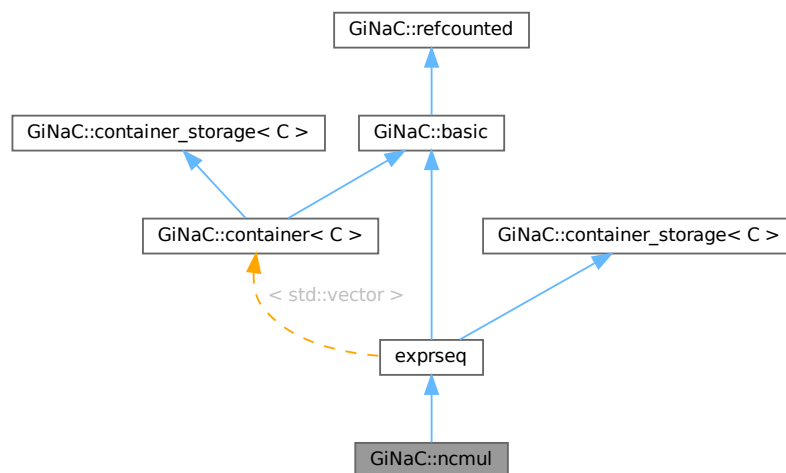 GiNaC::refcounted
GiNaC::container_storage< C >
GiNaC::basic
GiNaC::container< C >
GiNaC::container_storage< C >
< std::vector >
exprseq
GiNaC::ncmul